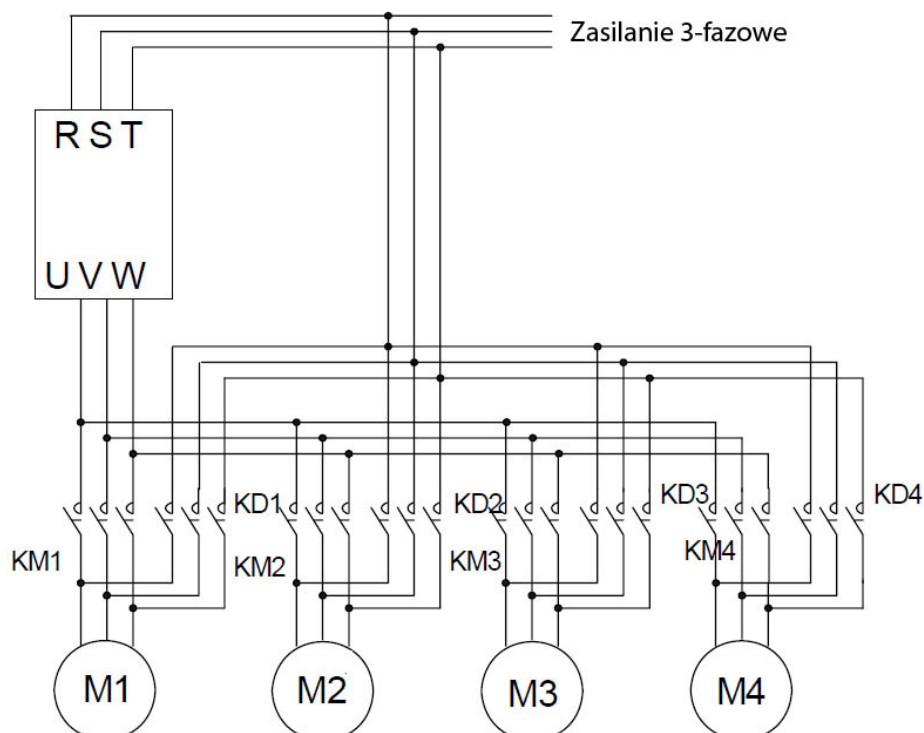 Zasilanie 3-fazowe
R S T
U V W
KD1
KD2
KD3
KD4
KM1
KM2
KM3
KM4
M1
M2
M3
M4